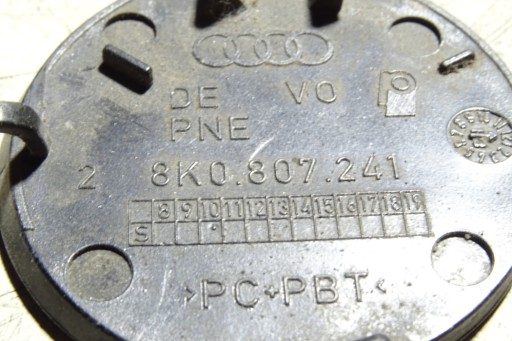 DE VO
PNE
2 8K0.807.241
8 9 10 11 12 13 14 15 16 17 18 19
S
>PC+PBT<